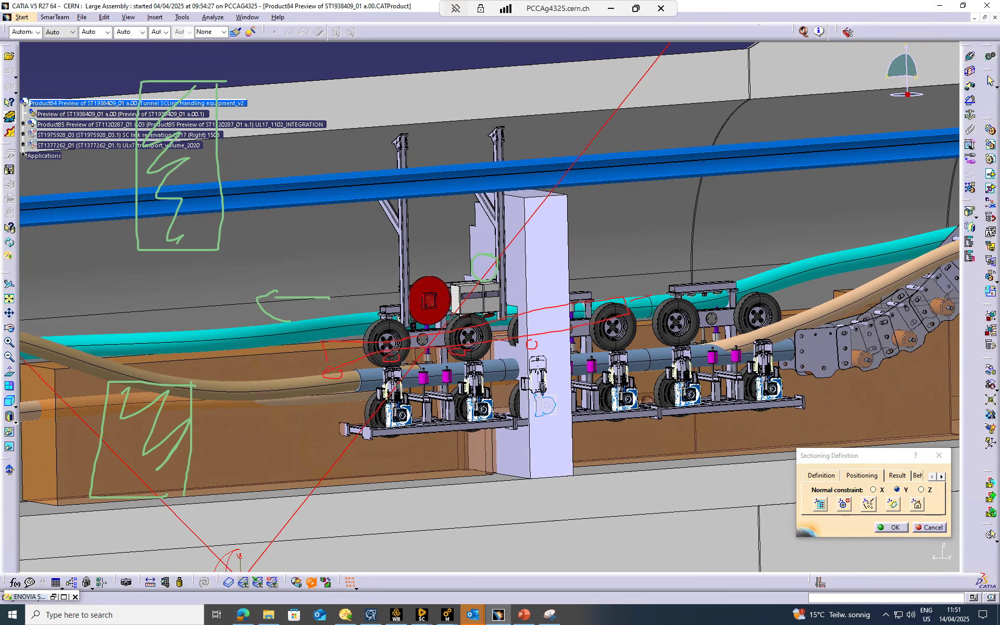 CATIA V5 R27 64 - CERN : Large Assembly : started 04/04/2025 at 09:54:27 on PCCAG4325 - [Product84 Preview of ST1938409_01 a.00.CATProduct]
PCCAg4325.cern.ch
Start SmarTeam File Edit View Insert Tools Analyze Window Help
Autom Auto Auto Auto Aut Aut None
Product84 Preview of ST1938409_01 a.00 Tunnel SCLink Handling equipment_v2
Preview of ST1938409_01 a.00 (Preview of ST1938409_01 a.00.1)
Product85 Preview of ST1120287_01 a.03 (Product85 Preview of ST1120287_01 a.1) UL17_1102_INTEGRATION
ST1975928_03 (ST1975928_03.1) SC link reservation UL17 (Right) 1503
ST1377262_01 (ST1377262_01.1) ULx7_transport_volume_2020
Applications
Sectioning Definition ?
Definition Positioning Result Beh
Normal constraint: X Y Z
OK Cancel
z
x y
f(x)
CATIA
ENOVIA S...
Type here to search
WB SC M
1
15°C Teilw. sonnig
ENG
US
11:51
14/04/2025